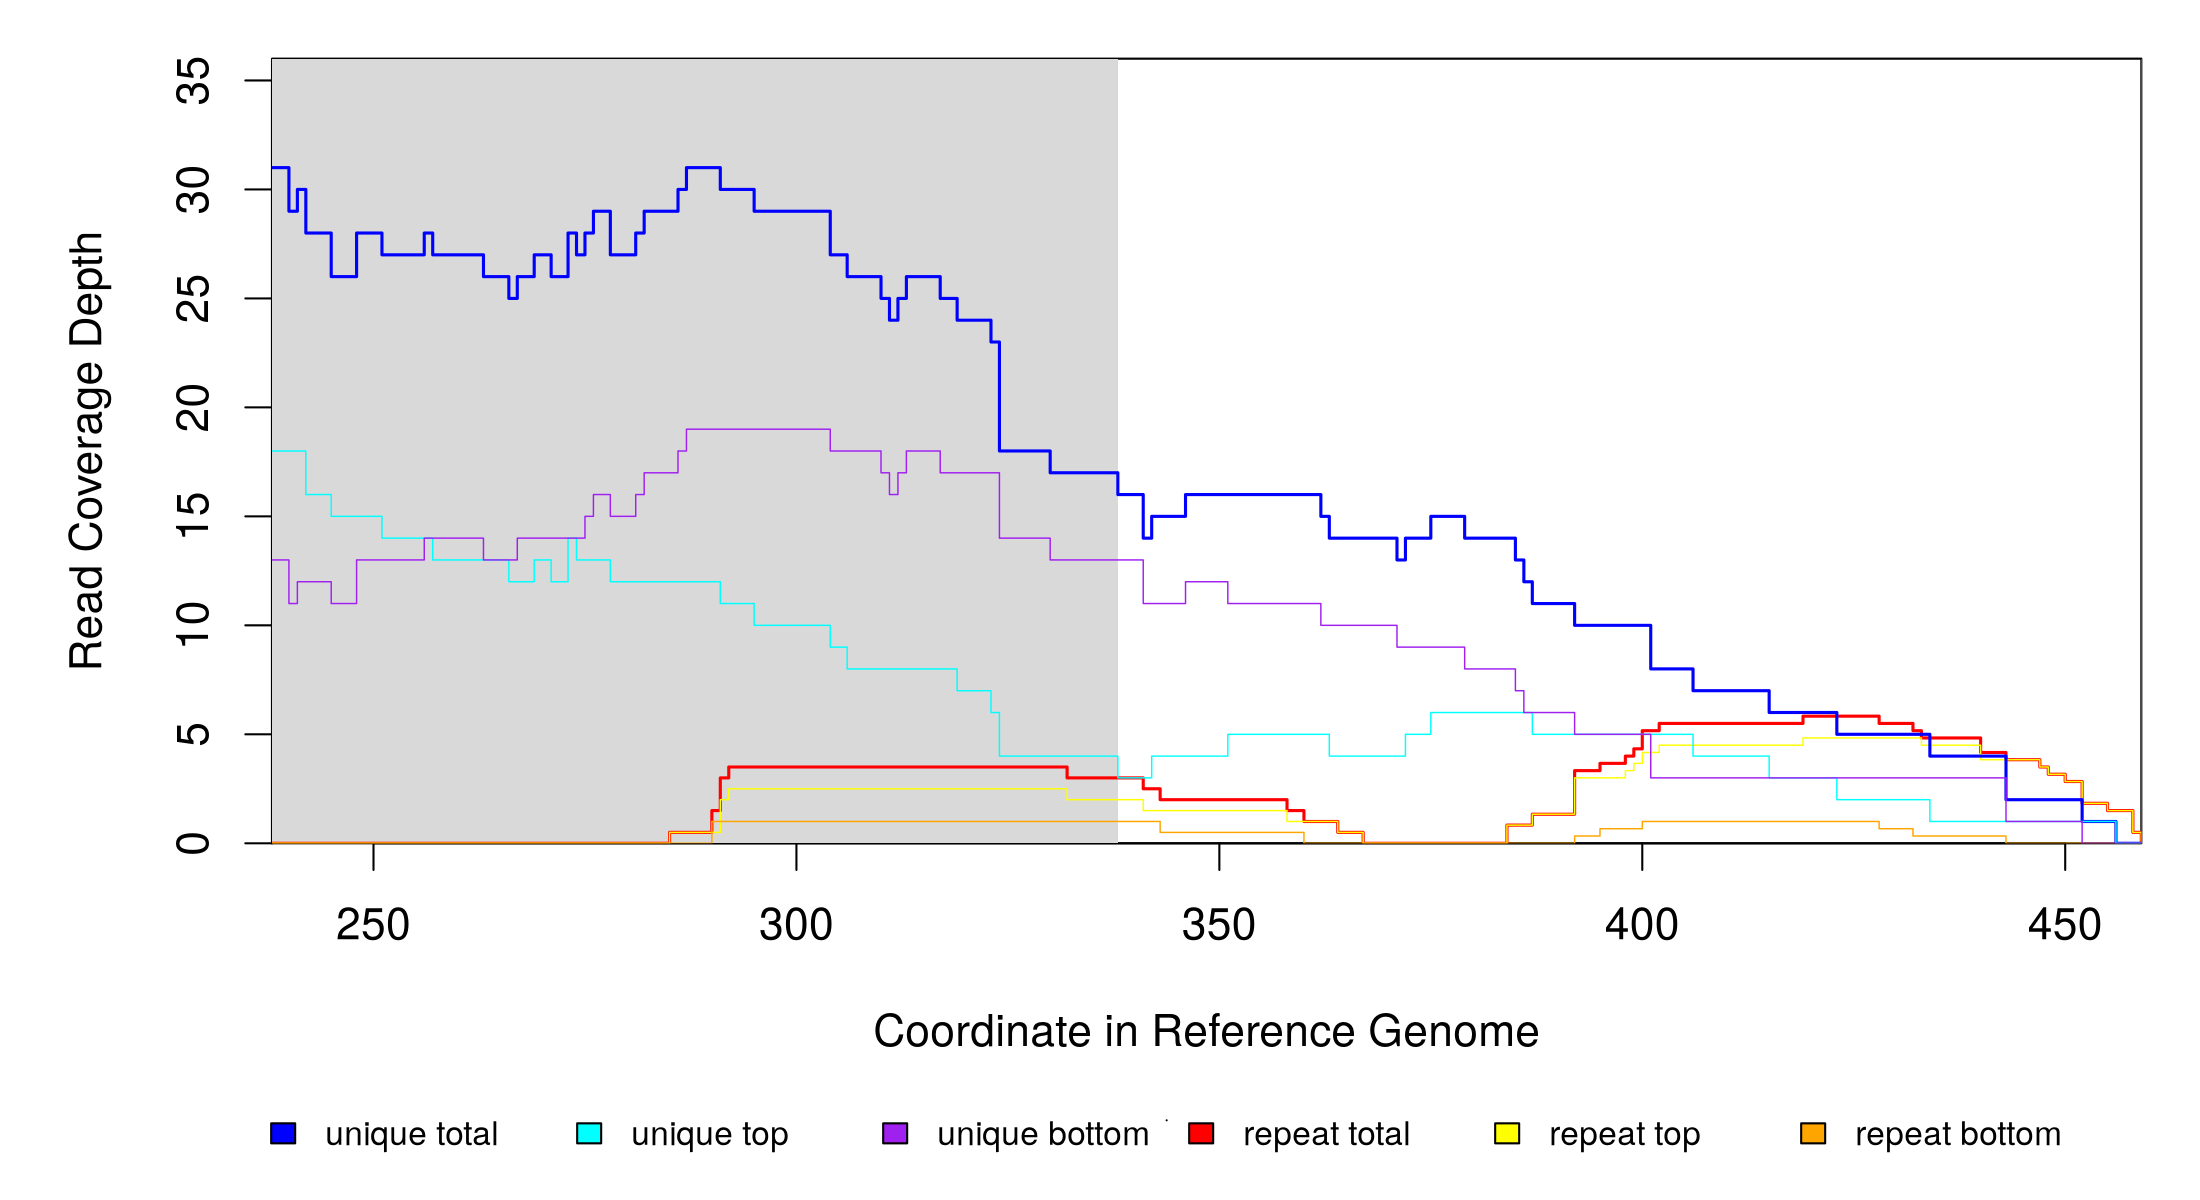 Read Coverage Depth
35
30
25
20
15
10
5
0
250 300 350 400 450
Coordinate in Reference Genome
unique total unique top unique bottom repeat total repeat top repeat bottom